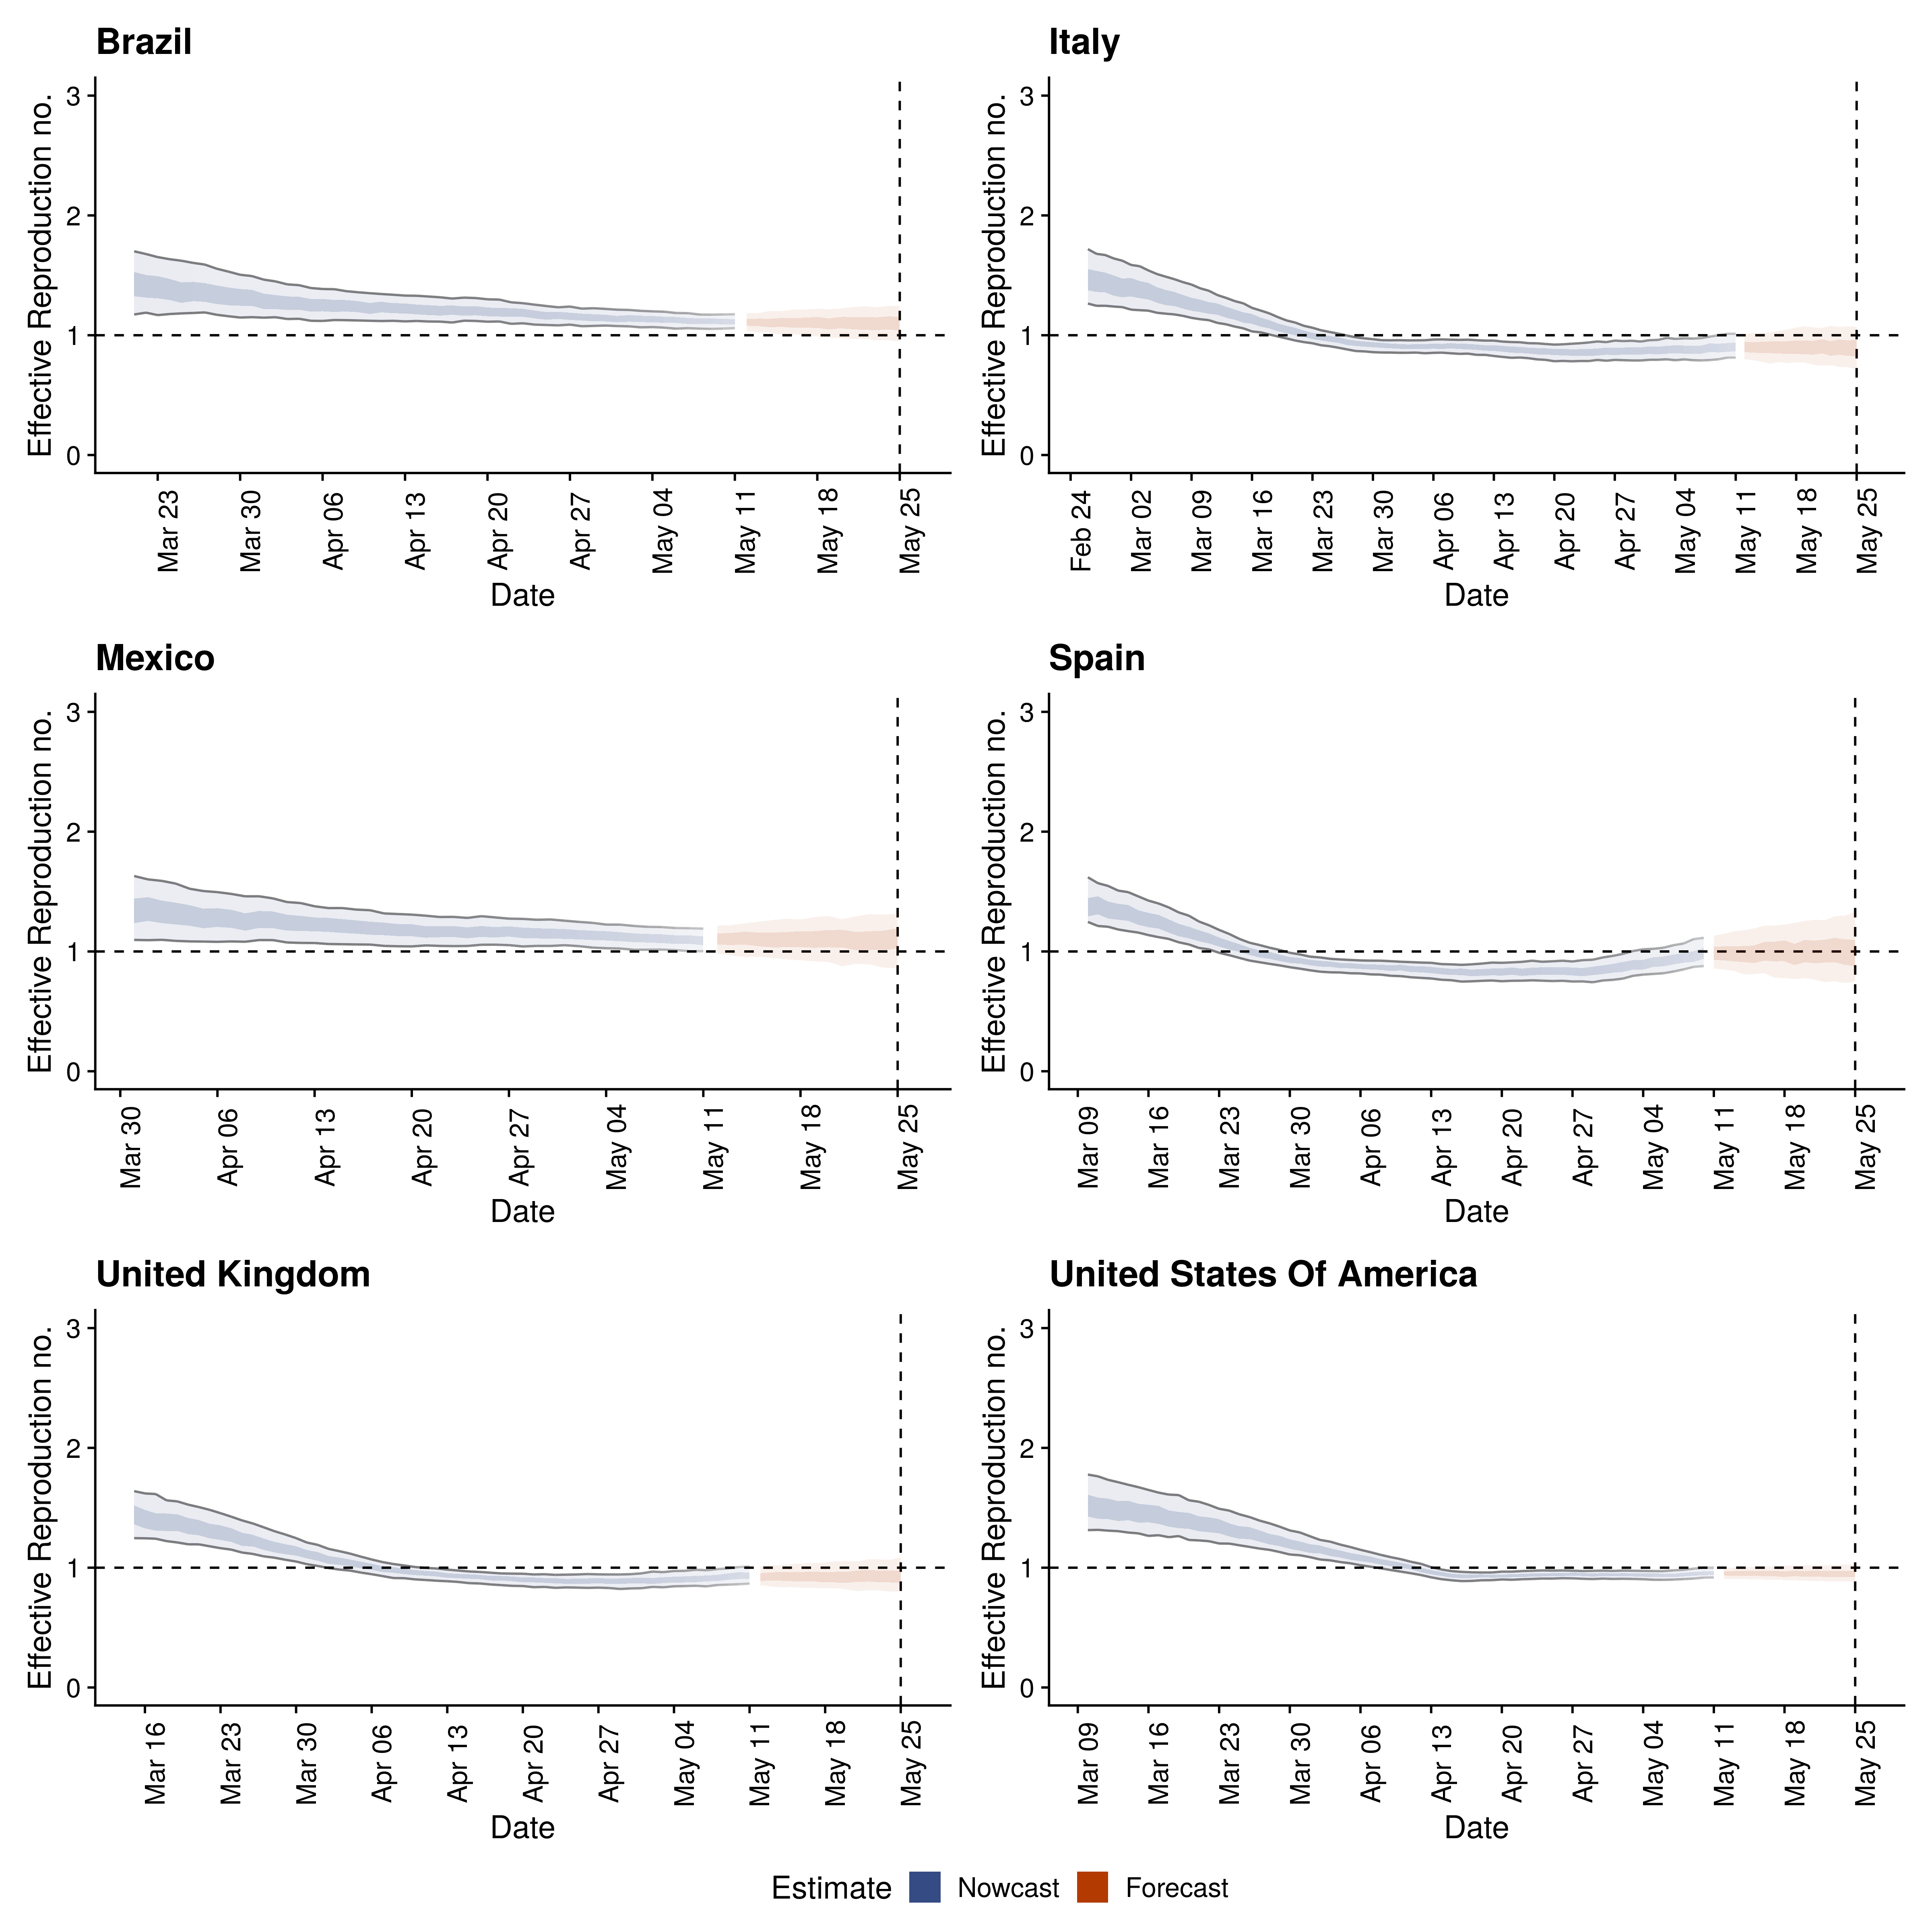 Brazil
Effective Reproduction no.
3
2
1
0
Mar 23
Mar 30
Apr 06
Apr 13
Apr 20
Apr 27
May 04
May 11
May 18
May 25
Date
Italy
Effective Reproduction no.
3
2
1
0
Feb 24
Mar 02
Mar 09
Mar 16
Mar 23
Mar 30
Apr 06
Apr 13
Apr 20
Apr 27
May 04
May 11
May 18
May 25
Date
Mexico
Effective Reproduction no.
3
2
1
0
Mar 30
Apr 06
Apr 13
Apr 20
Apr 27
May 04
May 11
May 18
May 25
Date
Spain
Effective Reproduction no.
3
2
1
0
Mar 09
Mar 16
Mar 23
Mar 30
Apr 06
Apr 13
Apr 20
Apr 27
May 04
May 11
May 18
May 25
Date
United Kingdom
Effective Reproduction no.
3
2
1
0
Mar 16
Mar 23
Mar 30
Apr 06
Apr 13
Apr 20
Apr 27
May 04
May 11
May 18
May 25
Date
United States Of America
Effective Reproduction no.
3
2
1
0
Mar 09
Mar 16
Mar 23
Mar 30
Apr 06
Apr 13
Apr 20
Apr 27
May 04
May 11
May 18
May 25
Date
Estimate Nowcast Forecast